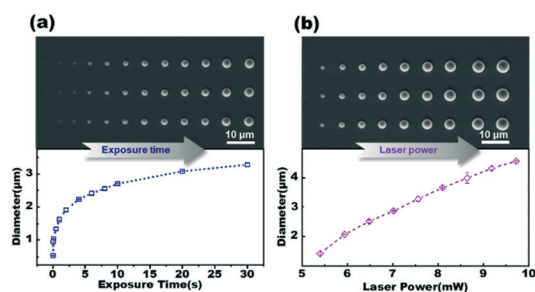 (a)
10 µm
Exposure time
3
2
1
Diameter(µm)
0 5 10 15 20 25 30
Exposure Time(s)
(b)
10 µm
Laser power
4
3
2
Diameter(µm)
5 6 7 8 9 10
Laser Power(mW)